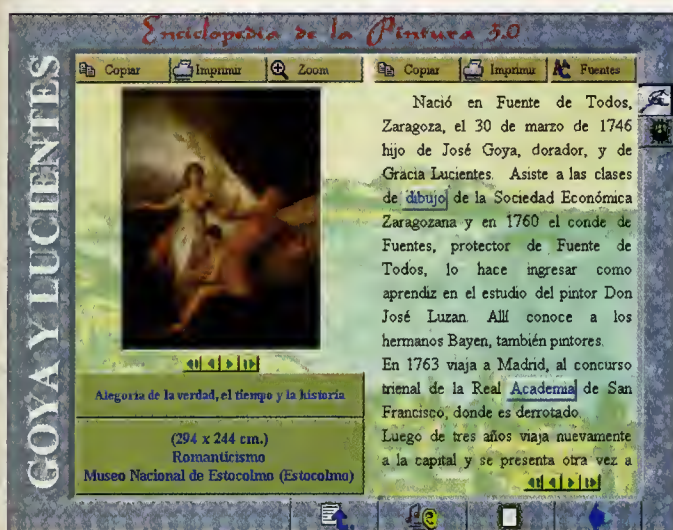 Enciclopedia de la Pintura 5.0
GOYA Y LUCIENTES
Copiar Imprimir Zoom
Copiar Imprimir Fuentes
Alegoria de la verdad, el tiempo y la historia
(294 x 244 cm.)
Romanticismo
Museo Nacional de Estocolmo (Estocolmo)
Nació en Fuente de Todos,
Zaragoza, el 30 de marzo de 1746
hijo de José Goya, dorador, y de
Gracia Lucientes. Asiste a las clases
de dibujo de la Sociedad Económica
Zaragozana y en 1760 el conde de
Fuentes, protector de Fuente de
Todos, lo hace ingresar como
aprendiz en el estudio del pintor Don
José Luzan. Allí conoce a los
hermanos Bayen, también pintores.
En 1763 viaja a Madrid, al concurso
trienal de la Real Academia de San
Francisco, donde es derrotado.
Luego de tres años viaja nuevamente
a la capital y se presenta otra vez a